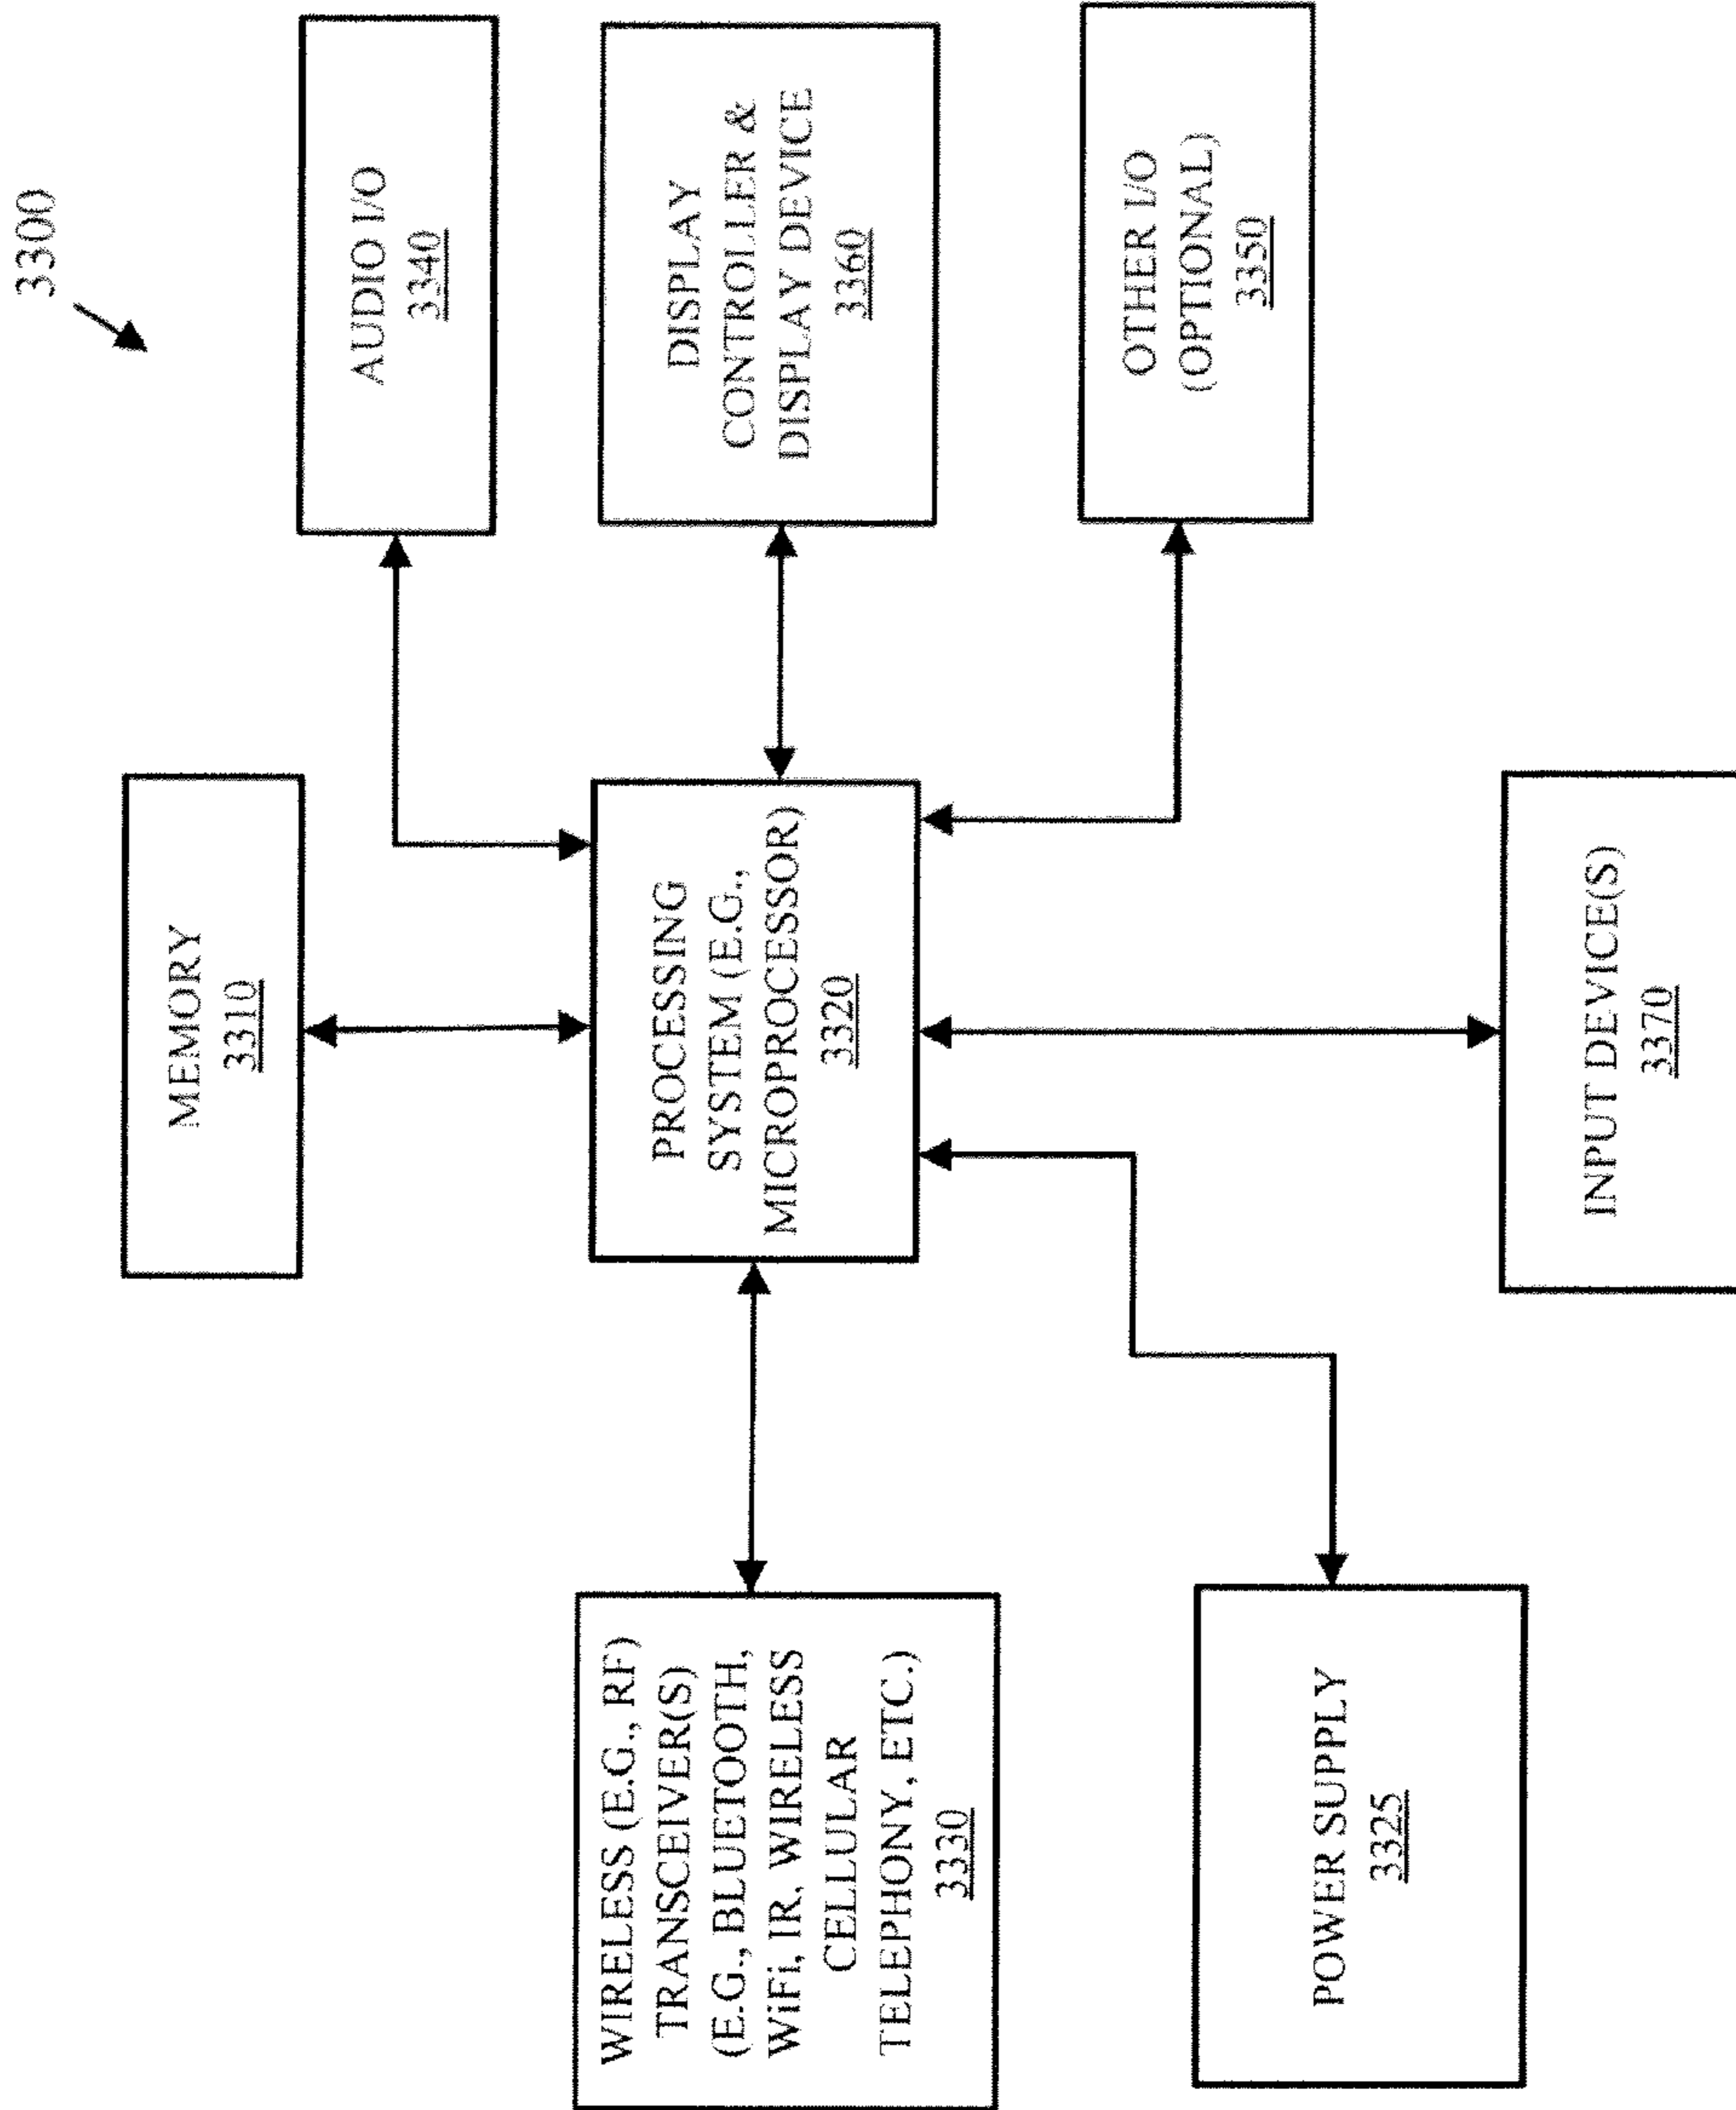 3300
MEMORY
3310
AUDIO I/O
3340
WIRELESS (E.G., RF)
TRANSCEIVER(S)
(E.G., BLUETOOTH,
WiFi, IR, WIRELESS
CELLULAR
TELEPHONY, ETC.)
3330
PROCESSING
SYSTEM (E.G.,
MICROPROCESSOR)
3320
DISPLAY
CONTROLLER &
DISPLAY DEVICE
3360
OTHER I/O
(OPTIONAL)
3350
POWER SUPPLY
3325
INPUT DEVICE(S)
3370